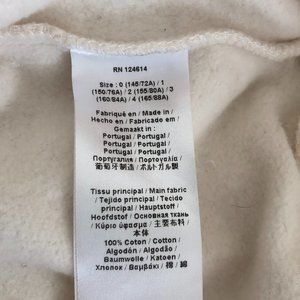 RN 124614
Size : 0 (145/72A) / 1
(150/76A) / 2 (155/80A) / 3
(160/84A) / 4 (165/88A)
Fabriqué en / Made in /
Hecho en / Fabricado em /
Gemaakt in :
Portugal / Portugal /
Portugal / Portugal /
Portugal / Portugal /
Португалия / Πορτογαλία /
葡萄牙制造 / ポルトガル製
Tissu principal / Main fabric
/ Tejido principal / Tecido
principal / Hauptstoff /
Hoofdstof / Основная ткань
/ Κύριο ύφασμα / 主要布料 /
本体
100% Coton / Cotton /
Algodón / Algodão /
Baumwolle / Katoen /
Хлопок / Βαμβάκι / 棉 / 綿